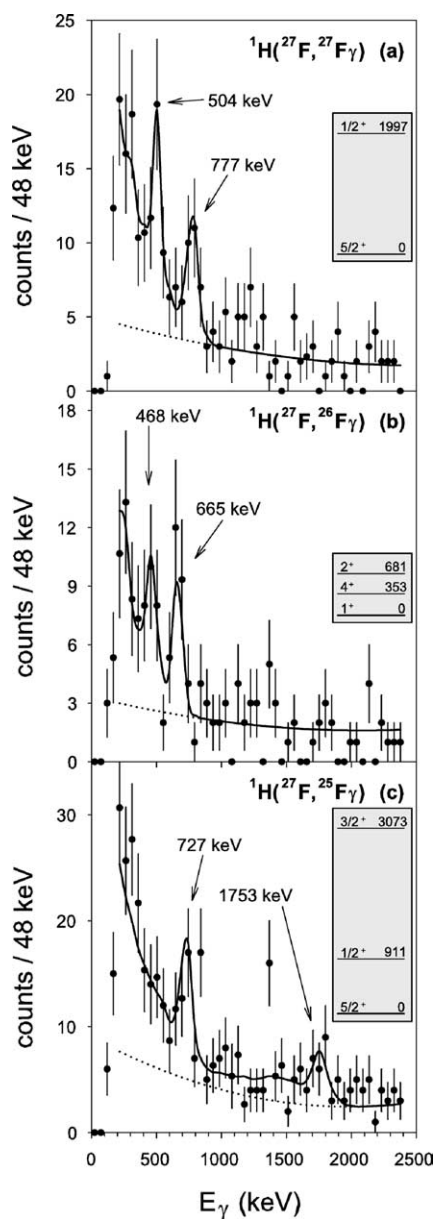 ¹H(²⁷F,²⁷Fγ) (a)
504 keV
777 keV
1/2⁺ 1997
5/2⁺ 0
counts / 48 keV
25
20
15
10
5
0
¹H(²⁷F,²⁶Fγ) (b)
468 keV
665 keV
2⁺ 681
4⁺ 353
1⁺ 0
counts / 48 keV
18
15
12
9
6
3
0
¹H(²⁷F,²⁵Fγ) (c)
727 keV
1753 keV
3/2⁺ 3073
1/2⁺ 911
5/2⁺ 0
counts / 48 keV
30
20
10
0
0 500 1000 1500 2000 2500
Eγ (keV)